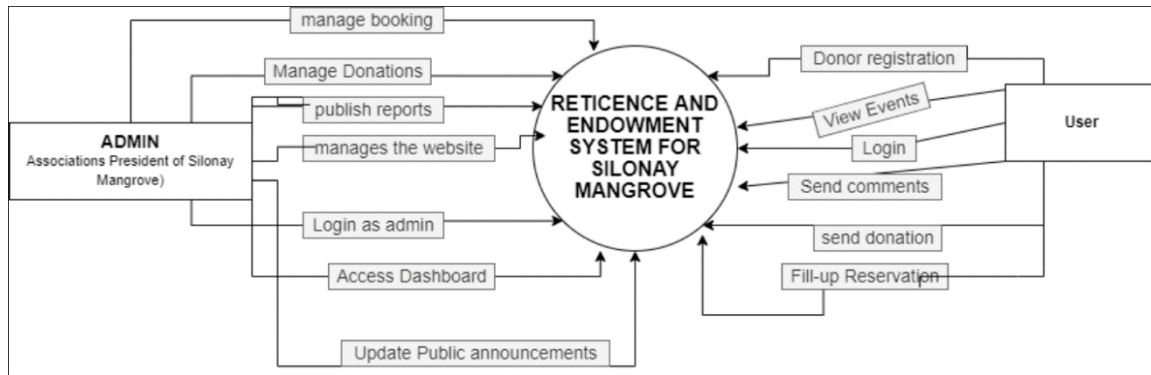 manage booking
Manage Donations
publish reports
manages the website
Login as admin
Access Dashboard
Update Public announcements
ADMIN
Associations President of Silonay
Mangrove)
RETICENCE AND
ENDOWMENT
SYSTEM FOR
SILONAY
MANGROVE
Donor registration
View Events
Login
Send comments
send donation
Fill-up Reservation
User